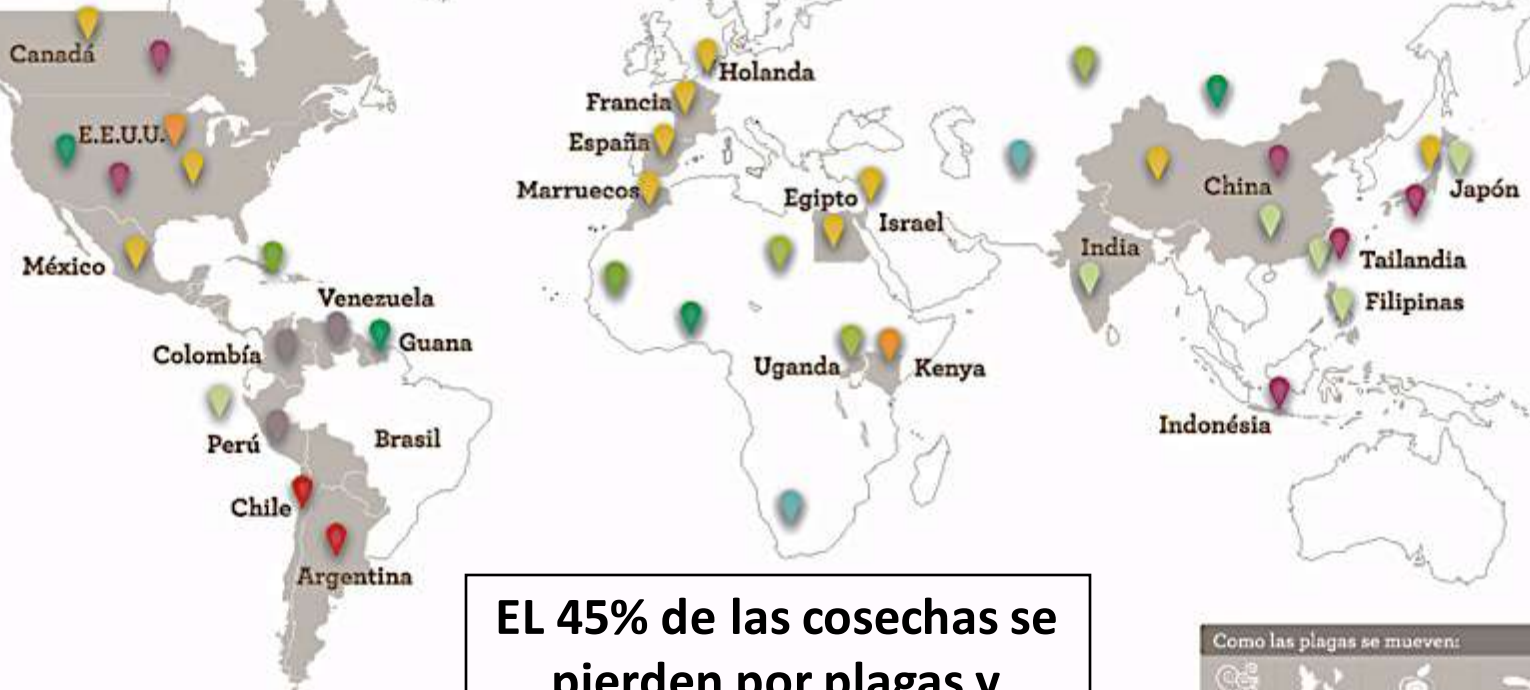 Canadá
Holanda
Francia
E.E.U.U.
España
China
Japón
Marruecos
Egipto
Israel
India
Tailandia
México
Venezuela
Filipinas
Guana
Colombía
Uganda
Kenya
Perú
Brasil
Indonésia
Chile
Argentina
EL 45% de las cosechas se
pierden por plagas y
Como las plagas se mueven: